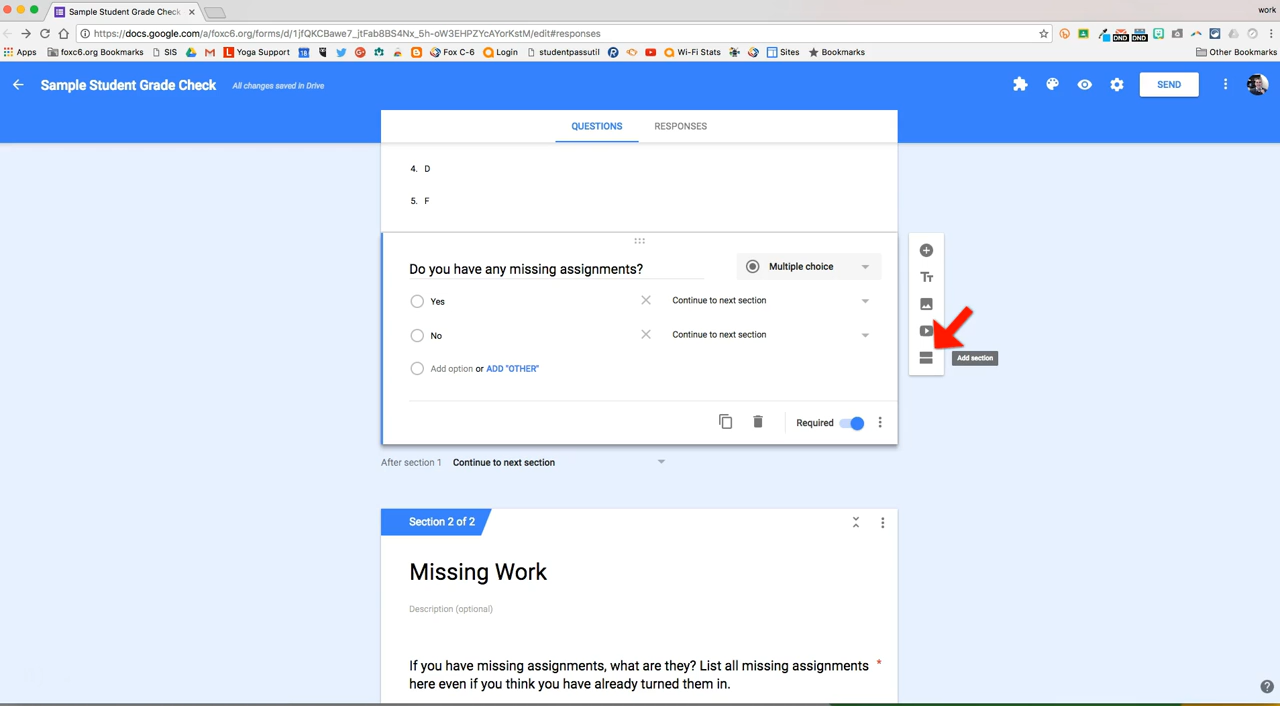 Sample Student Grade Check
work
https://docs.google.com/a/foxc6.org/forms/d/1jfQKCBawe7_jtFab8BS4Nx_5h-oW3EHPZYcAYorKstM/edit#responses
Apps foxc6.org Bookmarks SIS M L Yoga Support 18 Fox C-6 Login studentpassutil R Wi-Fi Stats Sites Bookmarks Other Bookmarks
DND DND
Sample Student Grade Check All changes saved in Drive SEND
QUESTIONS RESPONSES
4. D
5. F
Do you have any missing assignments? Multiple choice
Yes Continue to next section
No Continue to next section
Add option or ADD "OTHER"
Tт
Add section
Required
After section 1 Continue to next section
Section 2 of 2
Missing Work
Description (optional)
If you have missing assignments, what are they? List all missing assignments *
here even if you think you have already turned them in.